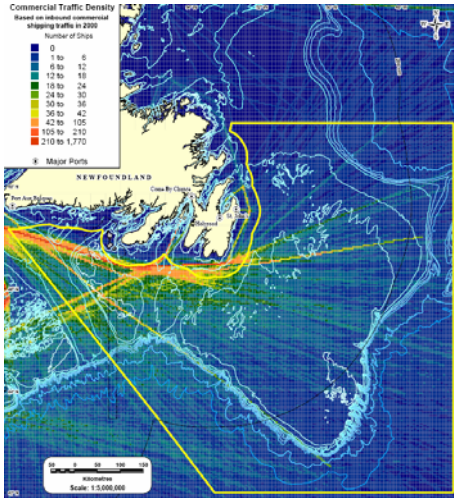 Commercial Traffic Density
Based on inbound commercial
shipping traffic in 2000
Number of Ships
0
1 to 6
6 to 12
12 to 18
18 to 24
24 to 30
30 to 36
36 to 42
42 to 105
105 to 210
210 to 1,770
Major Ports
NEWFOUNDLAND
Come By Chance
Port Aux Basques
Holyrood
St. John's
50 0 50 100 150
Kilometres
Scale: 1:5,000,000